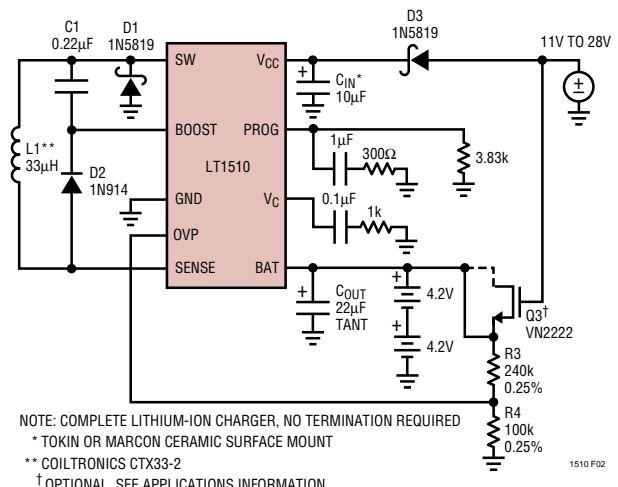 C1
0.22µF
D1
1N5819
D3
1N5819
11V TO 28V
SW
VCC
CIN*
10µF
L1**
33µH
BOOST
PROG
1µF
300Ω
3.83k
LT1510
D2
1N914
GND
VC
0.1µF
1k
OVP
SENSE
BAT
COUT
22µF
TANT
4.2V
4.2V
Q3†
VN2222
R3
240k
0.25%
R4
100k
0.25%
NOTE: COMPLETE LITHIUM-ION CHARGER, NO TERMINATION REQUIRED
* TOKIN OR MARCON CERAMIC SURFACE MOUNT
** COILTRONICS CTX33-2
† OPTIONAL, SEE APPLICATIONS INFORMATION
1510 F02